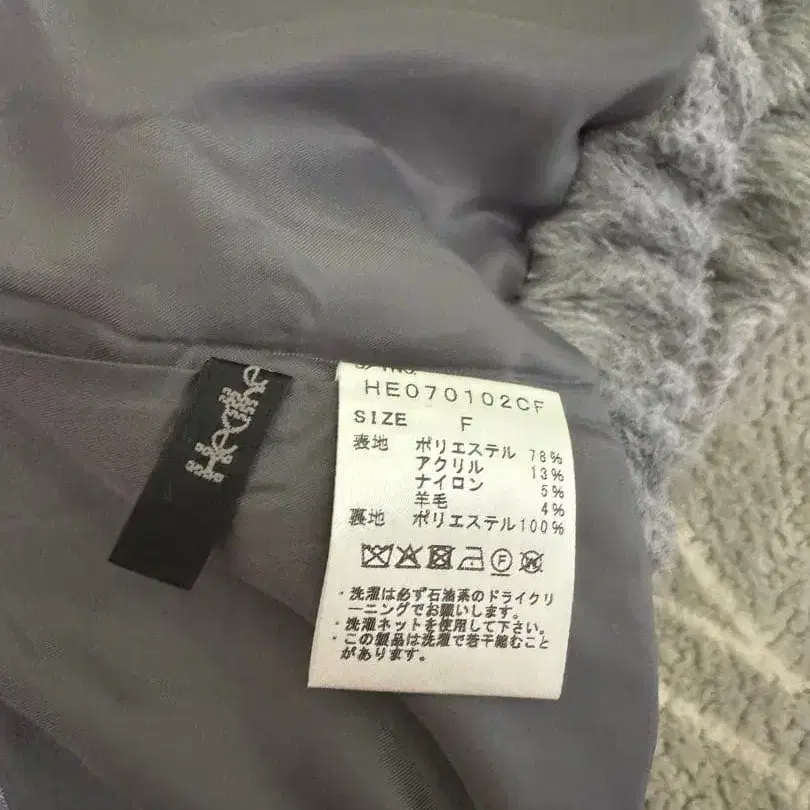 HE070102CF
SIZE F
表地 ポリエステル 78%
アクリル 13%
ナイロン 5%
羊毛 4%
裏地 ポリエステル100%
・洗濯は必ず石油系のドライクリ
ーニングでお願いします。
・洗濯ネットを使用して下さい。
・この製品は洗濯で若干縮むこと
があります。